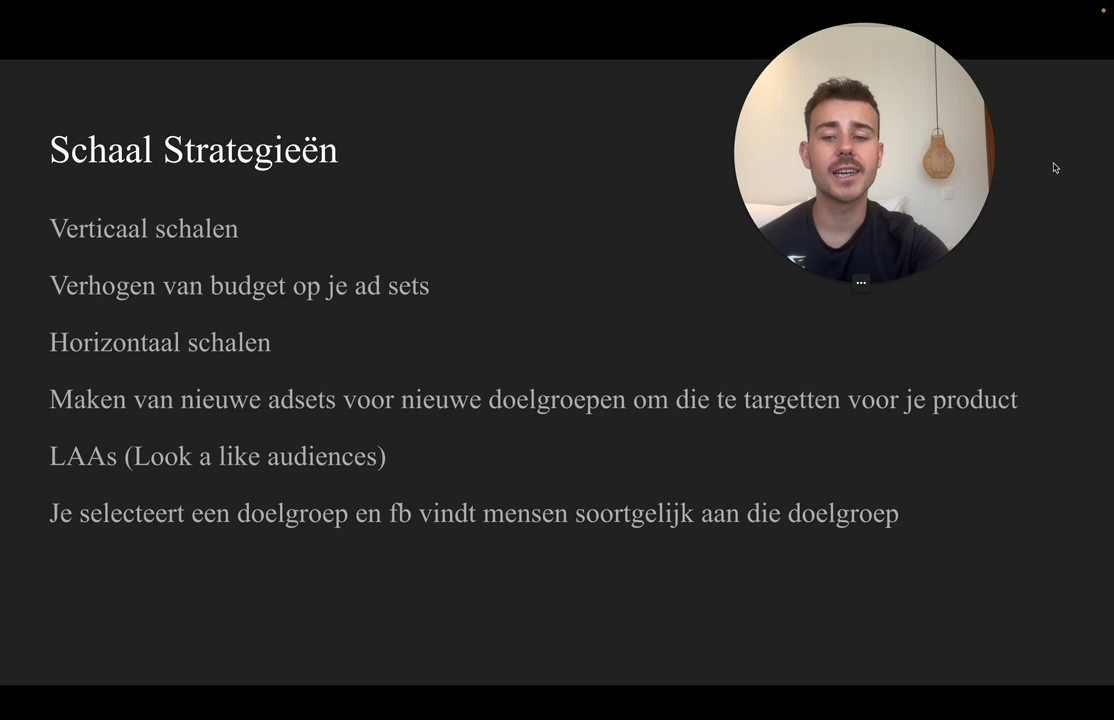 Schaal Strategieën
Verticaal schalen
Verhogen van budget op je ad sets
Horizontaal schalen
Maken van nieuwe adsets voor nieuwe doelgroepen om die te targetten voor je product
LAAs (Look a like audiences)
Je selecteert een doelgroep en fb vindt mensen soortgelijk aan die doelgroep